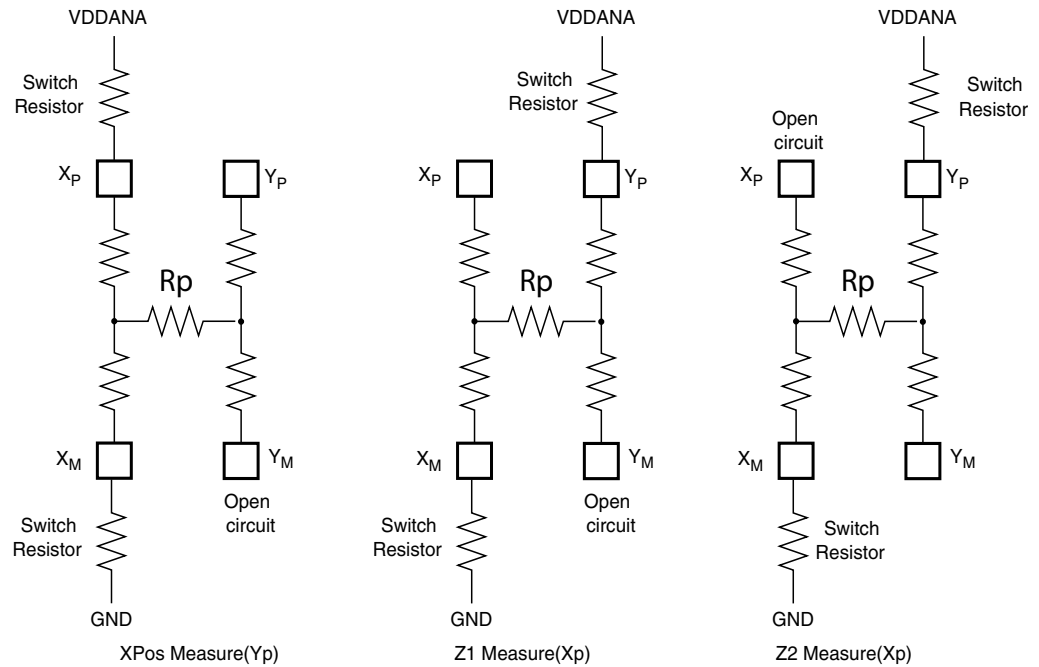 VDDANA
Switch
Resistor
XP
YP
Rp
XM
YM
Open
circuit
Switch
Resistor
GND
XPos Measure(Yp)
VDDANA
Switch
Resistor
XP
YP
Rp
XM
YM
Open
circuit
Switch
Resistor
GND
Z1 Measure(Xp)
VDDANA
Switch
Resistor
Open
circuit
XP
YP
Rp
XM
YM
Switch
Resistor
GND
Z2 Measure(Xp)